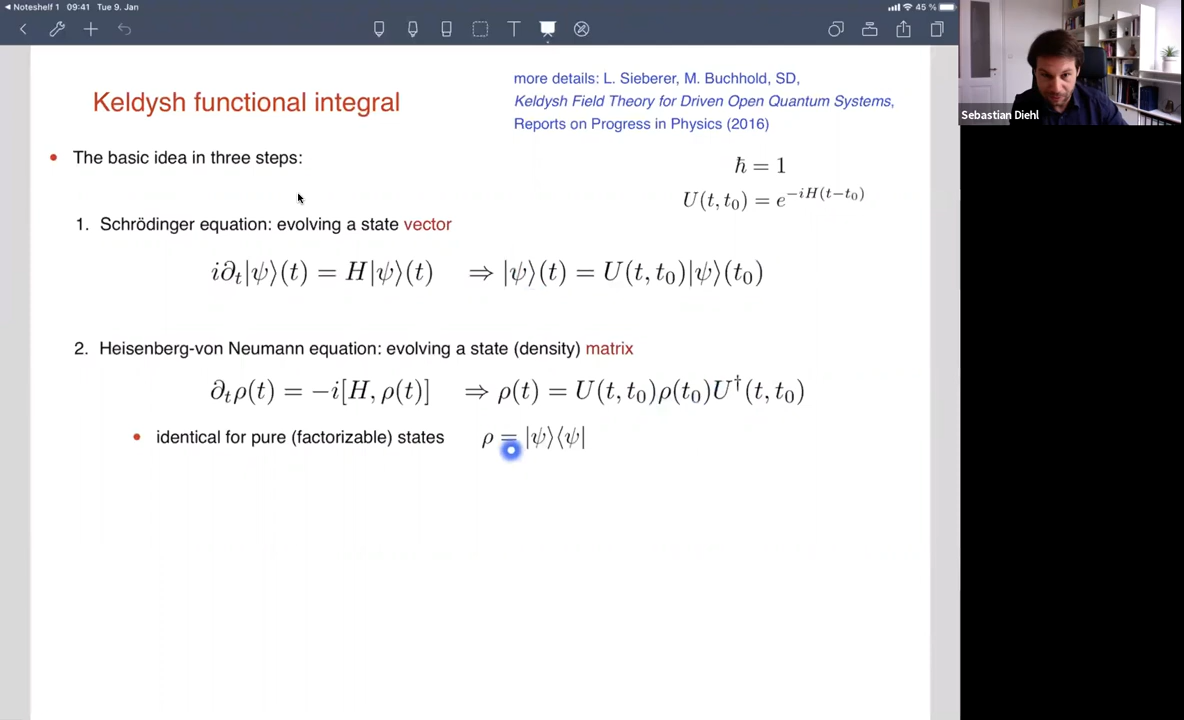 Noteshelf 1 09:41 Tue 9. Jan 45 %
Keldysh functional integral
more details: L. Sieberer, M. Buchhold, SD,
Keldysh Field Theory for Driven Open Quantum Systems,
Reports on Progress in Physics (2016)
Sebastian Diehl
• The basic idea in three steps:
ℏ = 1
U(t, t₀) = e^{−iH(t−t₀)}
1. Schrödinger equation: evolving a state vector
i∂ₜ|ψ⟩(t) = H|ψ⟩(t) ⇒ |ψ⟩(t) = U(t, t₀)|ψ⟩(t₀)
2. Heisenberg-von Neumann equation: evolving a state (density) matrix
∂ₜρ(t) = −i[H, ρ(t)] ⇒ ρ(t) = U(t, t₀)ρ(t₀)U†(t, t₀)
• identical for pure (factorizable) states ρ = |ψ⟩⟨ψ|